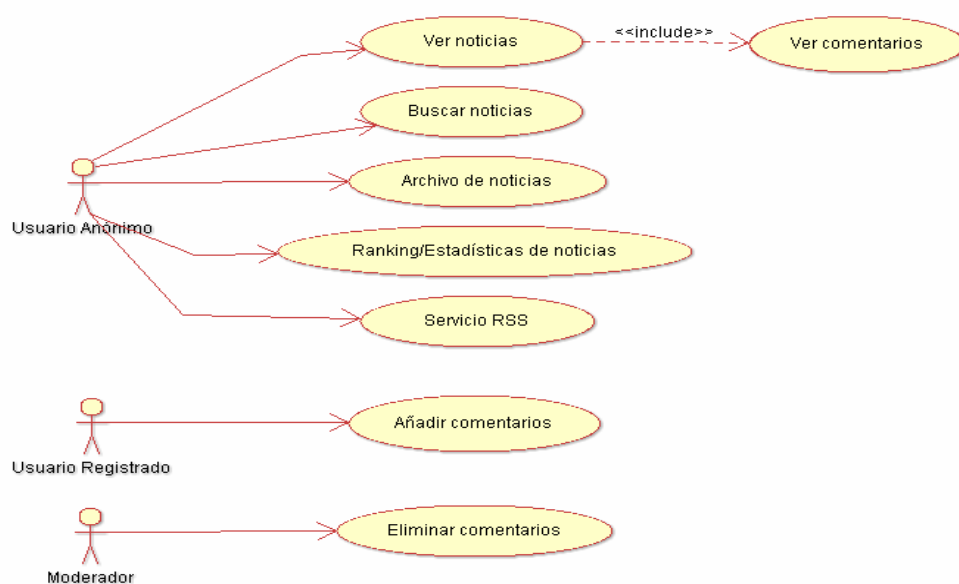 Ver noticias
<<include>>
Ver comentarios
Buscar noticias
Archivo de noticias
Usuario Anónimo
Ranking/Estadísticas de noticias
Servicio RSS
Añadir comentarios
Usuario Registrado
Eliminar comentarios
Moderador